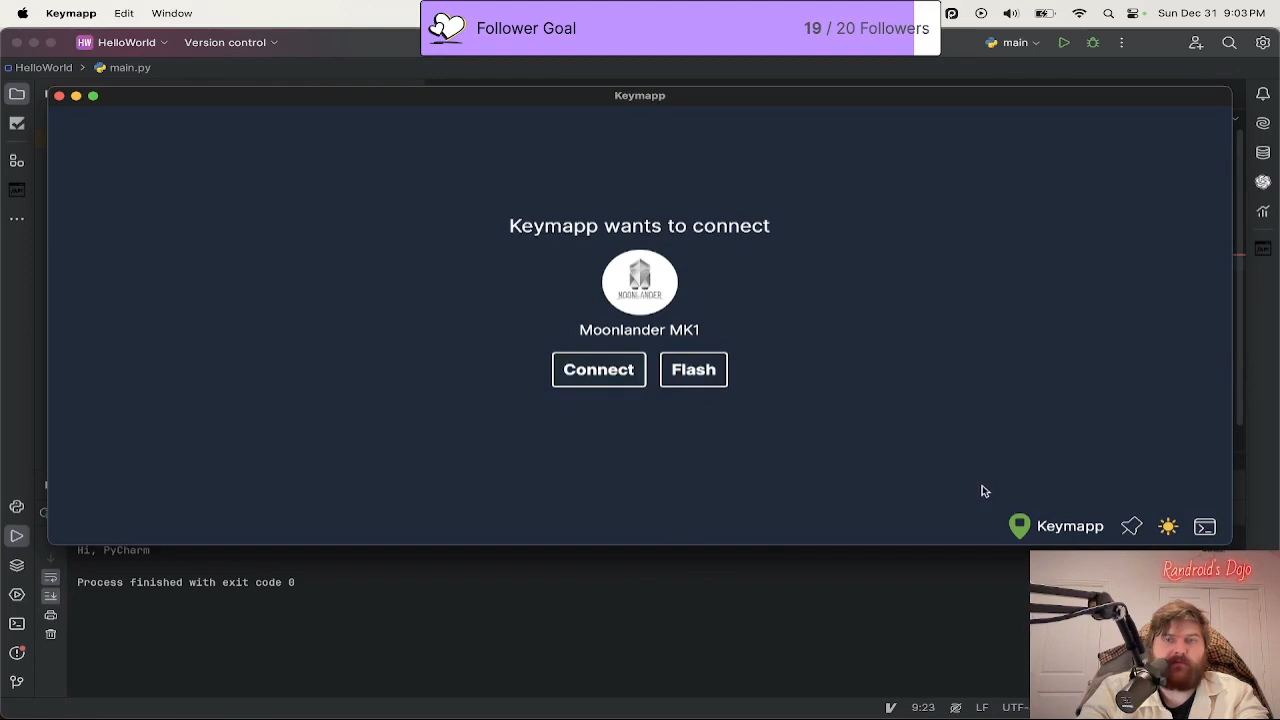 Keymapp Edit Window
Follower Goal 19 / 20 Followers
Sun Dec 31 9:03 PM
HW HelloWorld Version control
main
HelloWorld > main.py
Keymapp
Keymapp wants to connect
MOONLANDER
Moonlander MK1
Connect Flash
Keymapp
Hi, PyCharm
Process finished with exit code 0
Randroid's Dojo
9:23 LF UTF-